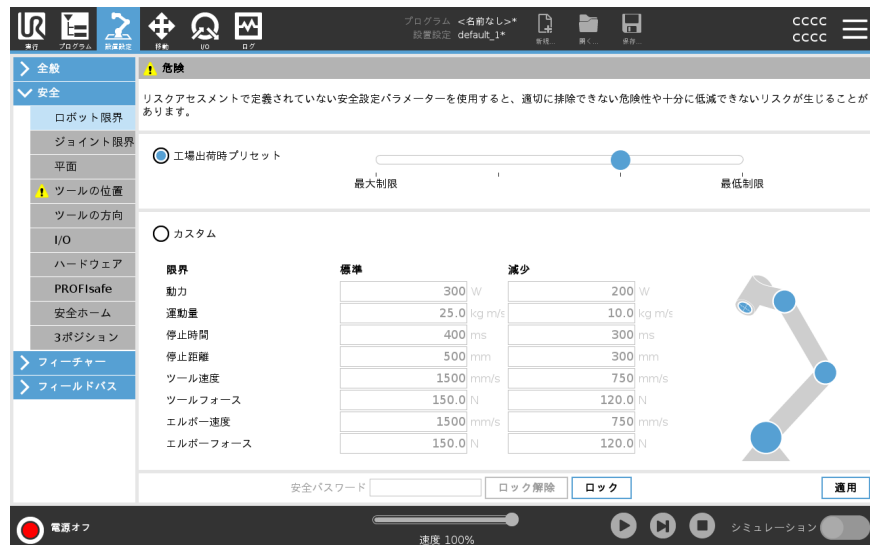 UR
実行
プログラム
設置設定
移動
I/O
ログ
プログラム <名前なし>*
設置設定 default_1*
新規...
開く...
保存...
cccc
cccc
全般
安全
ロボット限界
ジョイント限界
平面
ツールの位置
ツールの方向
I/O
ハードウェア
PROFIsafe
安全ホーム
3ポジション
フィーチャー
フィールドバス
危険
リスクアセスメントで定義されていない安全設定パラメーターを使用すると、適切に排除できない危険性や十分に低減できないリスクが生じることが
あります。
工場出荷時プリセット
最大制限 最低制限
カスタム
限界 標準 減少
動力 300 W 200 W
運動量 25.0 kg m/s 10.0 kg m/s
停止時間 400 ms 300 ms
停止距離 500 mm 300 mm
ツール速度 1500 mm/s 750 mm/s
ツールフォース 150.0 N 120.0 N
エルボー速度 1500 mm/s 750 mm/s
エルボーフォース 150.0 N 120.0 N
安全パスワード ロック解除 ロック 適用
電源オフ
速度 100%
シミュレーション